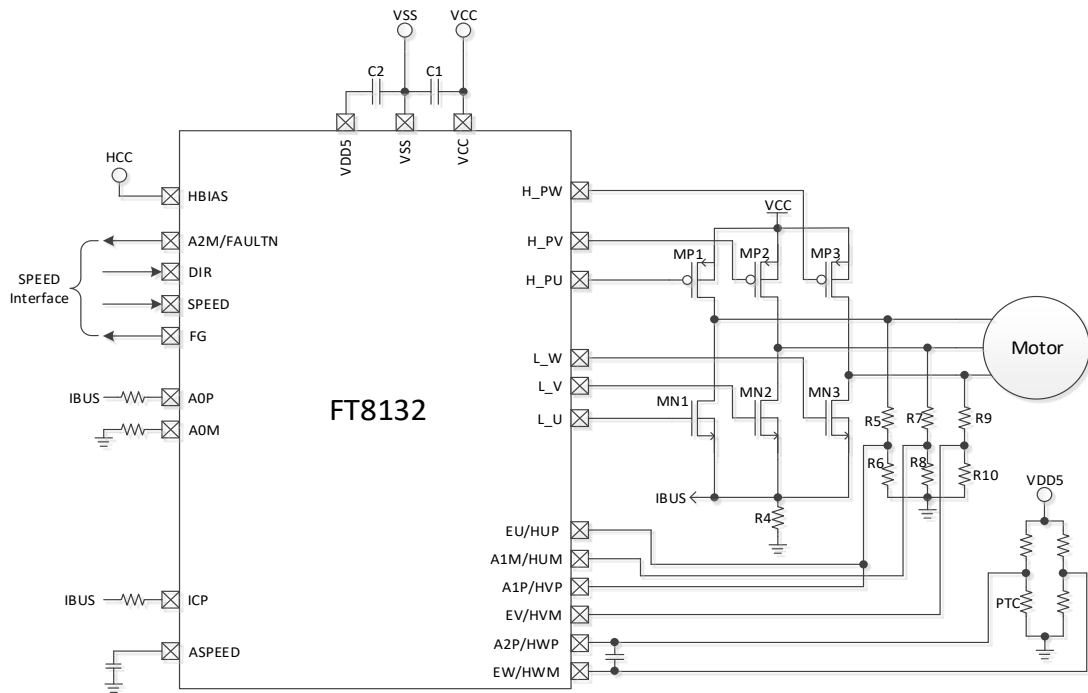 VSS
VCC
C2
C1
VDD5
VSS
VCC
HCC
HBIAS
A2M/FAULTN
DIR
SPEED
FG
SPEED
Interface
IBUS
A0P
A0M
IBUS
ICP
ASPEED
FT8132
H_PW
H_PV
H_PU
L_W
L_V
L_U
EU/HUP
A1M/HUM
A1P/HVP
EV/HVM
A2P/HWP
EW/HWM
VCC
MP1
MP2
MP3
MN1
MN2
MN3
IBUS
R4
Motor
R5
R7
R9
R6
R8
R10
VDD5
PTC